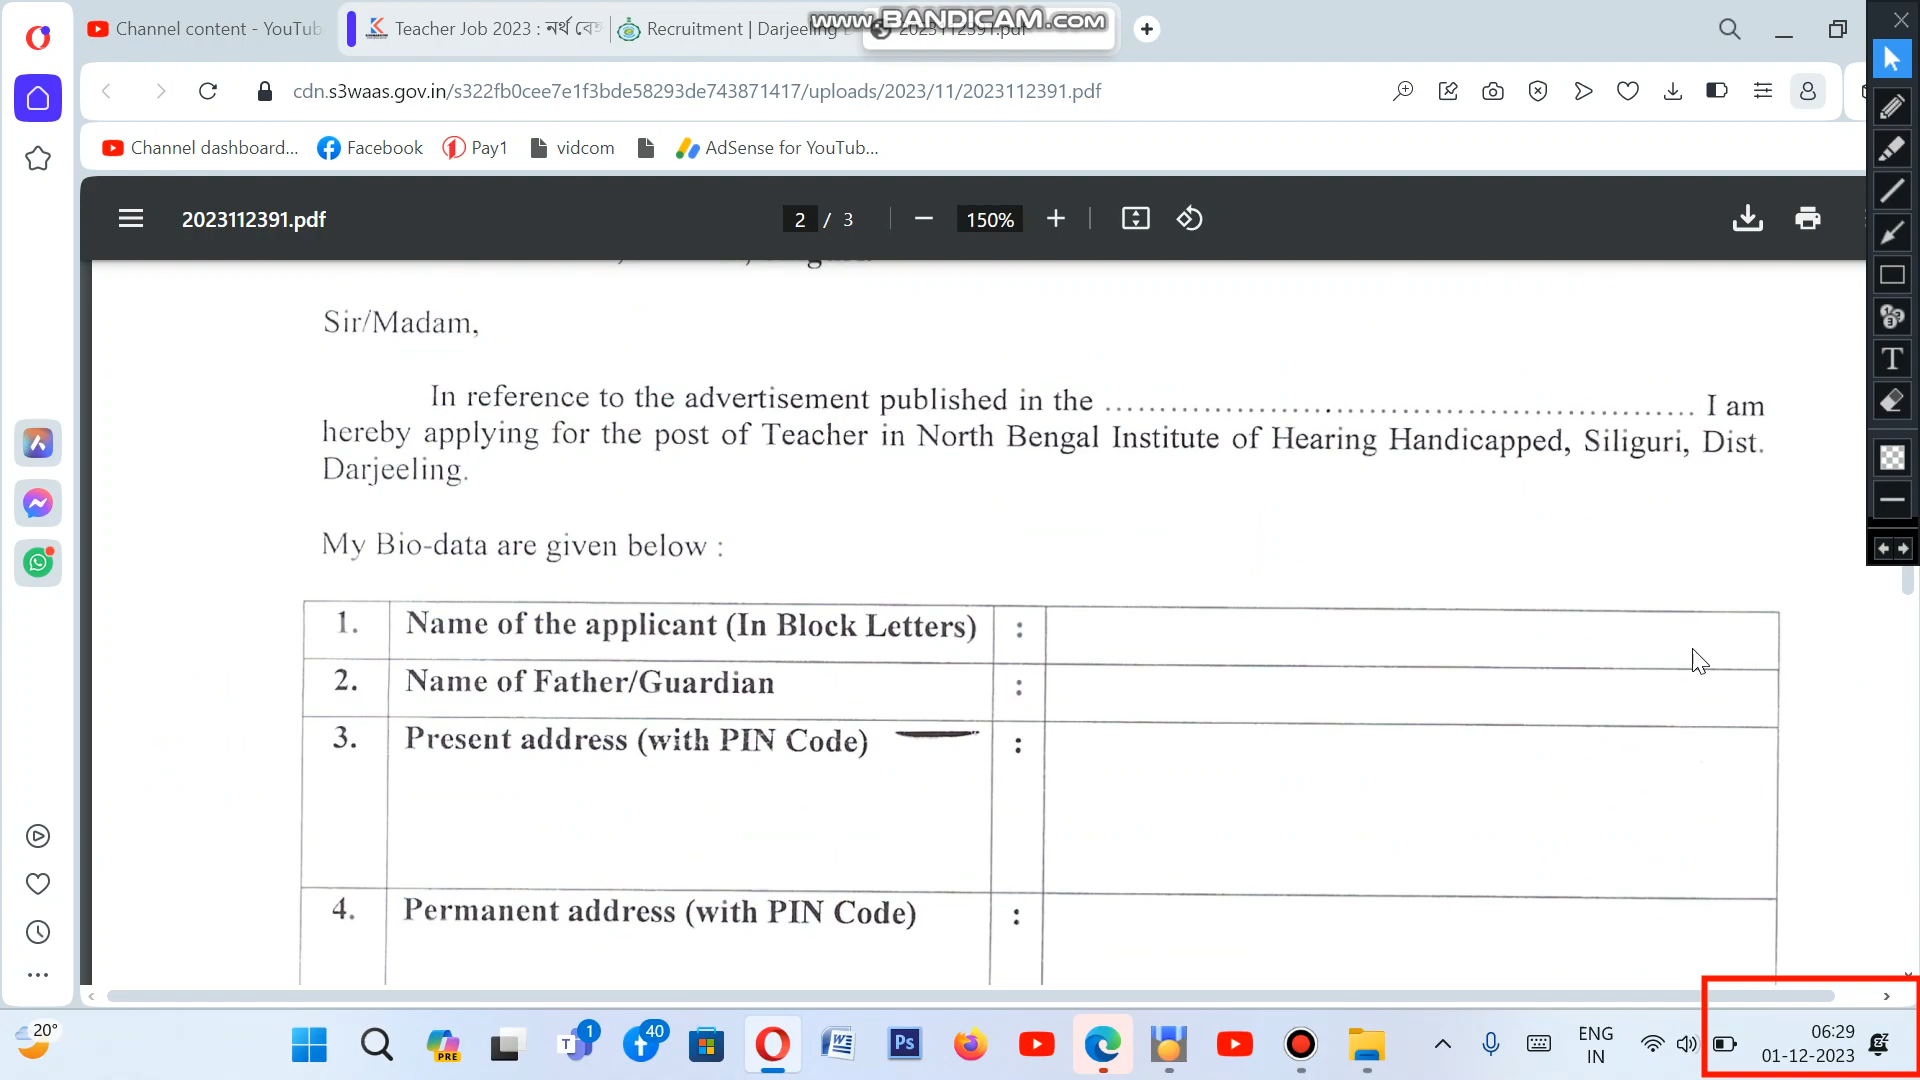 Channel content - YouTub
Teacher Job 2023 : নর্থ বে
Recruitment | Darjeeling
2023112391.pdf
www.BANDICAM.com
cdn.s3waas.gov.in/s322fb0cee7e1f3bde58293de743871417/uploads/2023/11/2023112391.pdf
Channel dashboard...
Facebook
Pay1
vidcom
AdSense for YouTub...
2023112391.pdf
2 / 3
150%
Sir/Madam,
In reference to the advertisement published in the ........................................................ I am
hereby applying for the post of Teacher in North Bengal Institute of Hearing Handicapped, Siliguri, Dist.
Darjeeling.
My Bio-data are given below :
1. Name of the applicant (In Block Letters) :
2. Name of Father/Guardian :
3. Present address (with PIN Code) :
4. Permanent address (with PIN Code) :
T
20°
PRE
1
40
Ps
ENG
IN
06:29
01-12-2023